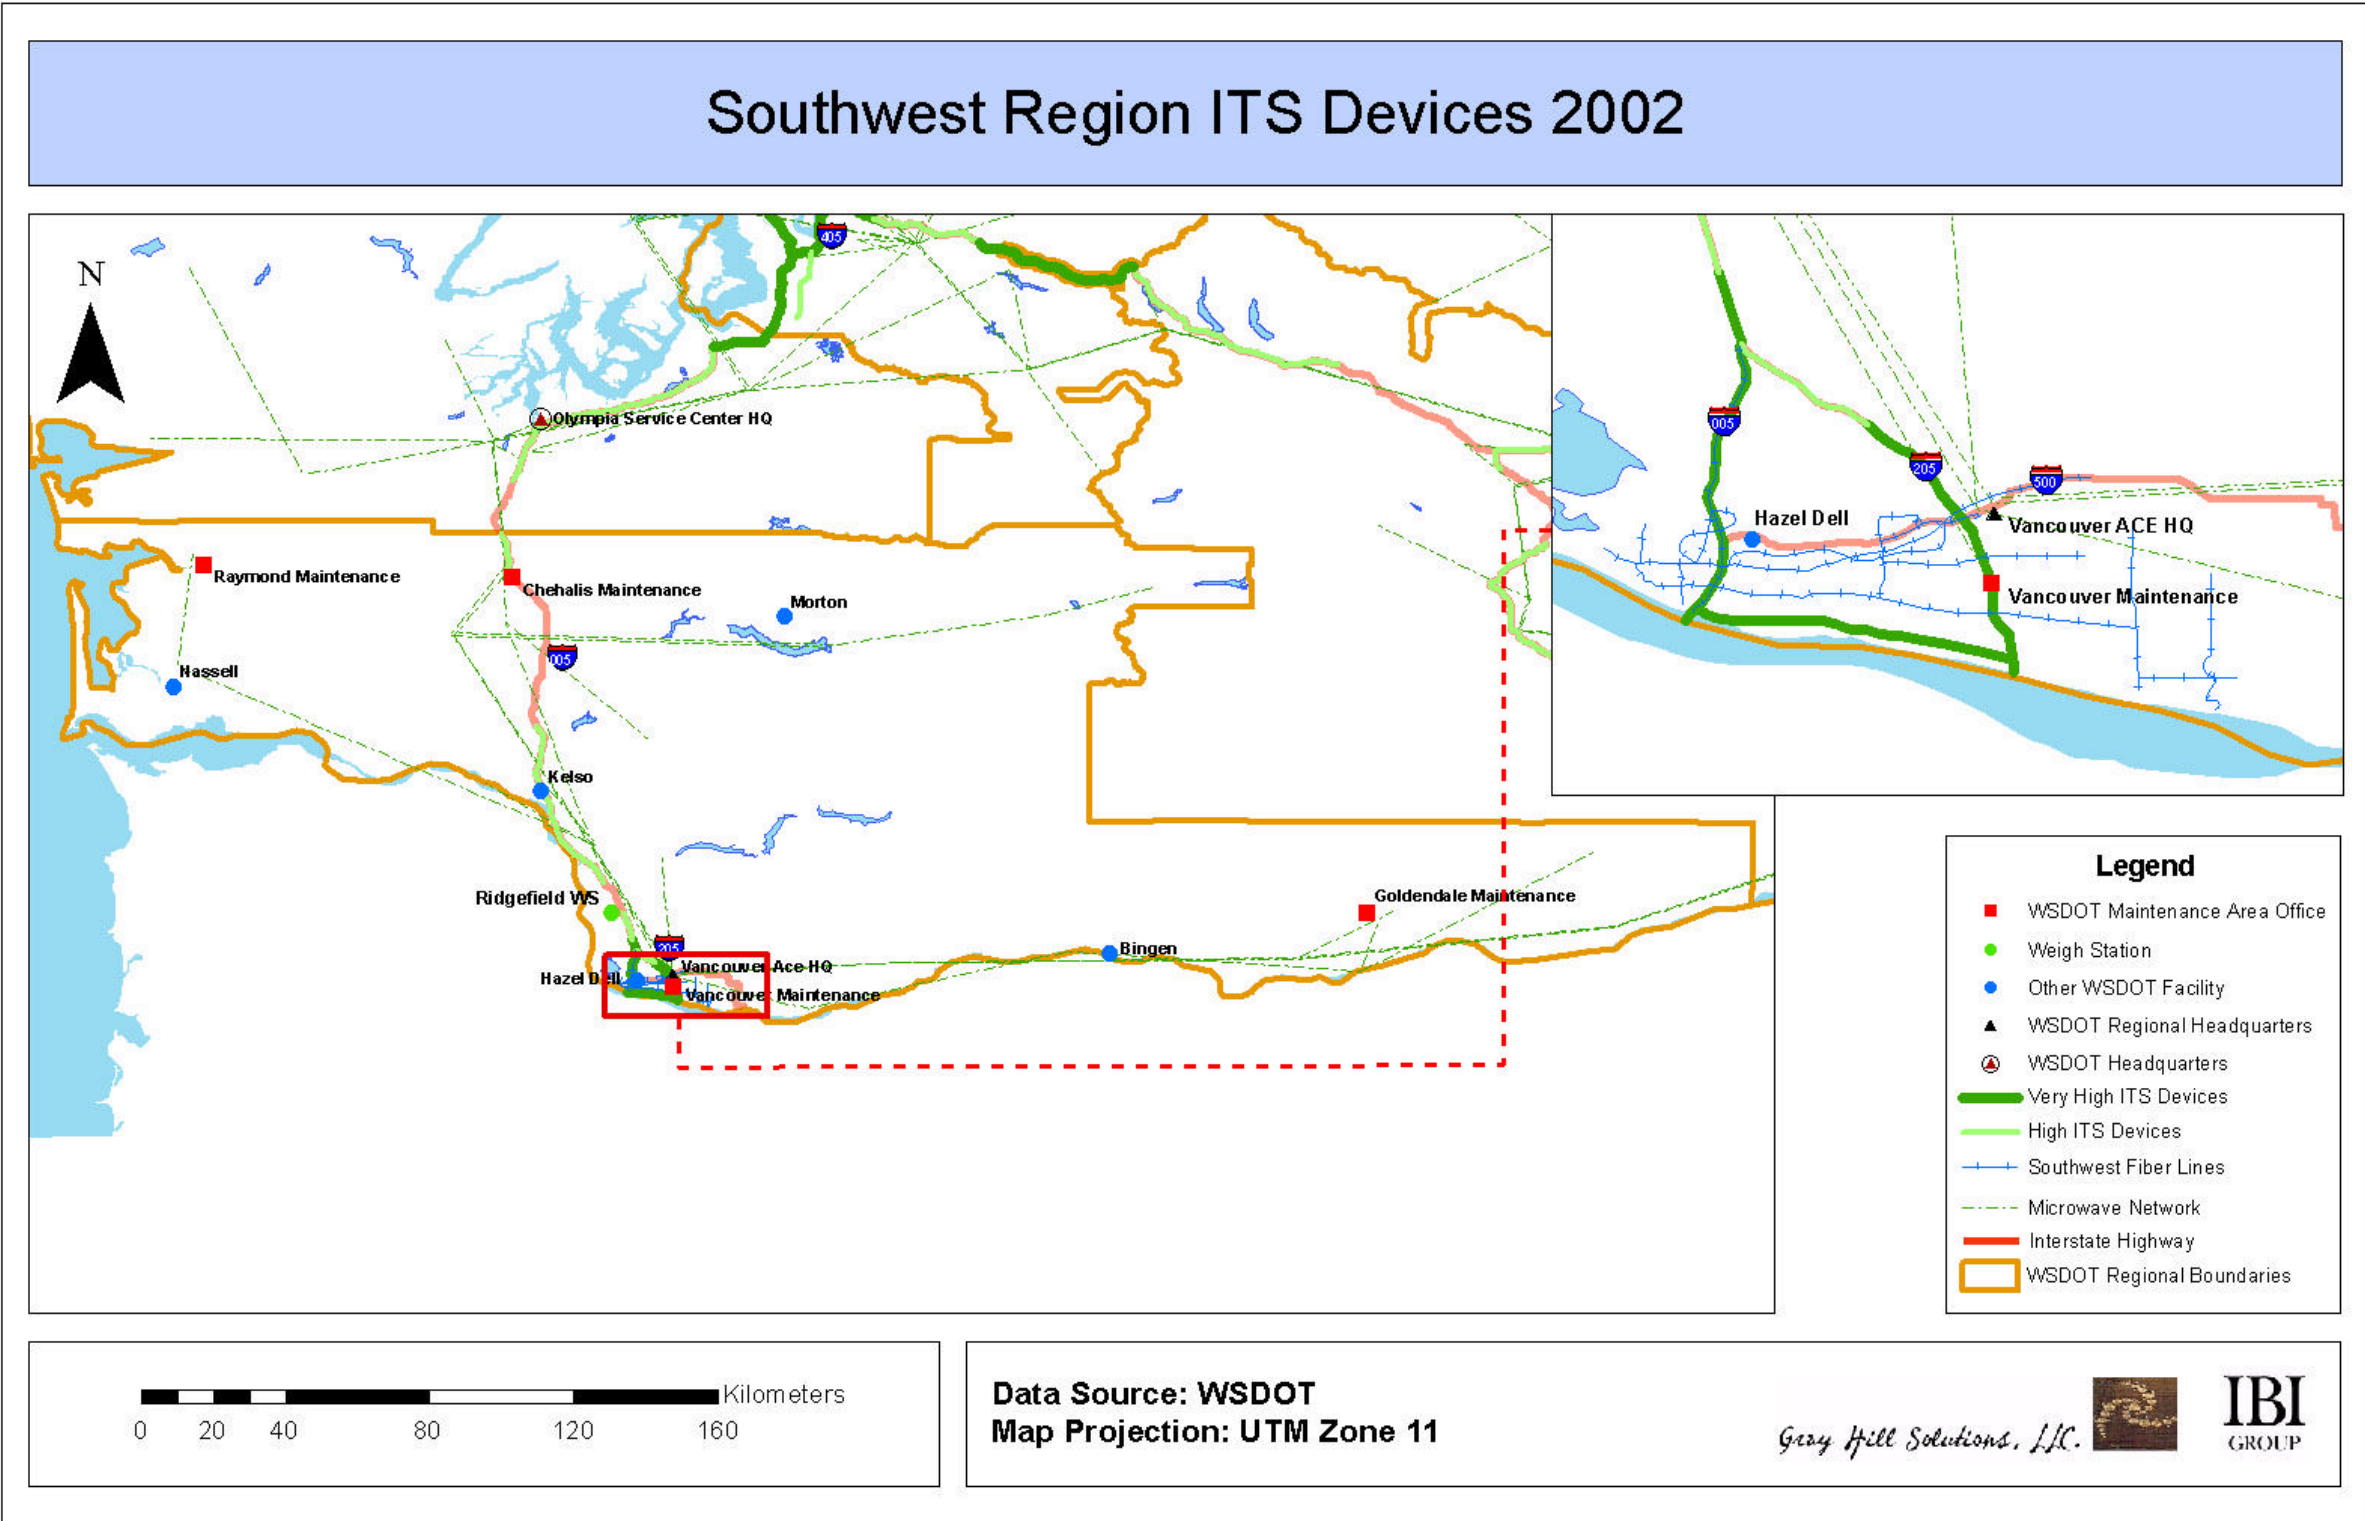 Southwest Region ITS Devices 2002
N
405
Olympia Service Center HQ
Raymond Maintenance
Chehalis Maintenance
Morton
005
Nassell
Kelso
Ridgefield WS
Goldendale Maintenance
205
Bingen
Vancouver Ace HQ
Hazel Dell
Vancouver Maintenance
005
205
500
Hazel Dell
Vancouver ACE HQ
Vancouver Maintenance
Legend
WSDOT Maintenance Area Office
Weigh Station
Other WSDOT Facility
WSDOT Regional Headquarters
WSDOT Headquarters
Very High ITS Devices
High ITS Devices
Southwest Fiber Lines
Microwave Network
Interstate Highway
WSDOT Regional Boundaries
Kilometers
0 20 40 80 120 160
Data Source: WSDOT
Map Projection: UTM Zone 11
Gray Hill Solutions, LLC.
IBI
GROUP